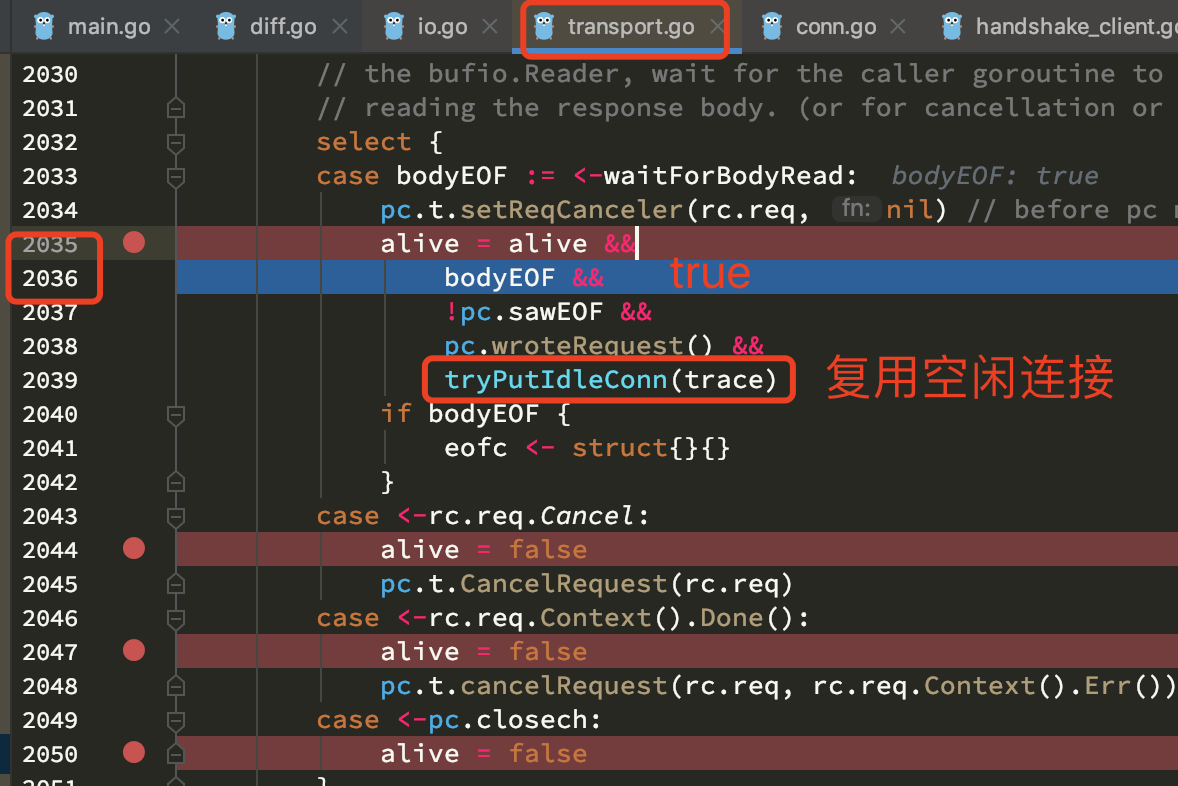 main.go diff.go io.go transport.go conn.go handshake_client.g
2030 // the bufio.Reader, wait for the caller goroutine to
2031 // reading the response body. (or for cancellation or
2032 select {
2033 case bodyEOF := <-waitForBodyRead: bodyEOF: true
2034 pc.t.setReqCanceler(rc.req, fn: nil) // before pc
2035 alive = alive &&
2036 bodyEOF && true
2037 !pc.sawEOF &&
2038 pc.wroteRequest() &&
2039 tryPutIdleConn(trace) 复用空闲连接
2040 if bodyEOF {
2041 eofc <- struct{}{}
2042 }
2043 case <-rc.req.Cancel:
2044 alive = false
2045 pc.t.CancelRequest(rc.req)
2046 case <-rc.req.Context().Done():
2047 alive = false
2048 pc.t.cancelRequest(rc.req, rc.req.Context().Err())
2049 case <-pc.closech:
2050 alive = false
2051 }